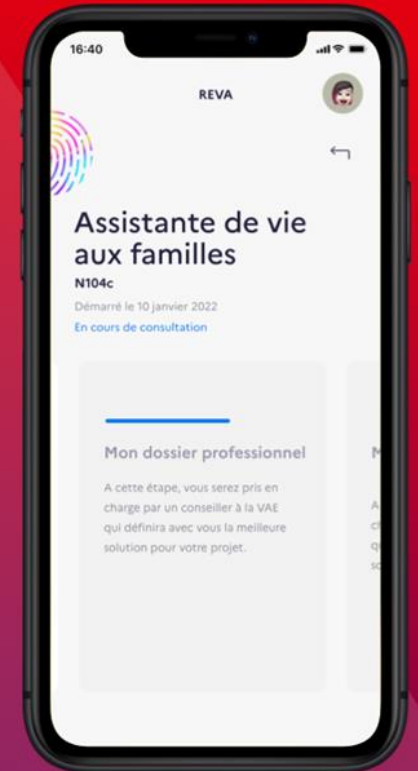 16:40
REVA
Assistante de vie
aux familles
N104c
Démarré le 10 janvier 2022
En cours de consultation
Mon dossier professionnel
A cette étape, vous serez pris en
charge par un conseiller à la VAE
qui définira avec vous la meilleure
solution pour votre projet.